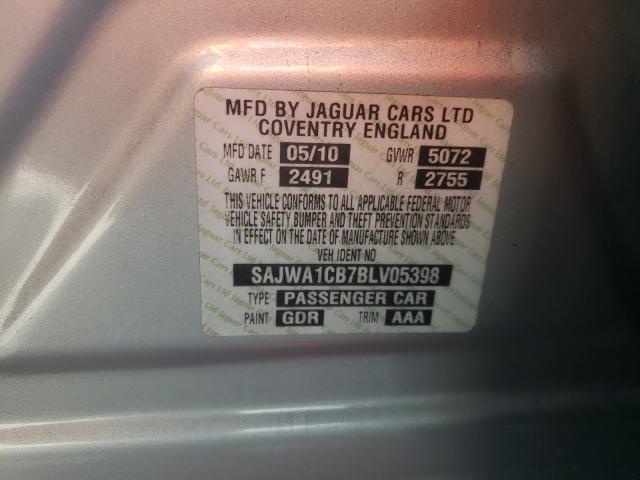 MFD BY JAGUAR CARS LTD
COVENTRY ENGLAND
MFD DATE 05/10 GVWR 5072
GAWR F 2491 R 2755
THIS VEHICLE CONFORMS TO ALL APPLICABLE FEDERAL MOTOR
VEHICLE SAFETY, BUMPER AND THEFT PREVENTION STANDARDS
IN EFFECT ON THE DATE OF MANUFACTURE SHOWN ABOVE.
VEH IDENT NO
SAJWA1CB7BLV05398
TYPE PASSENGER CAR
PAINT GDR TRIM AAA